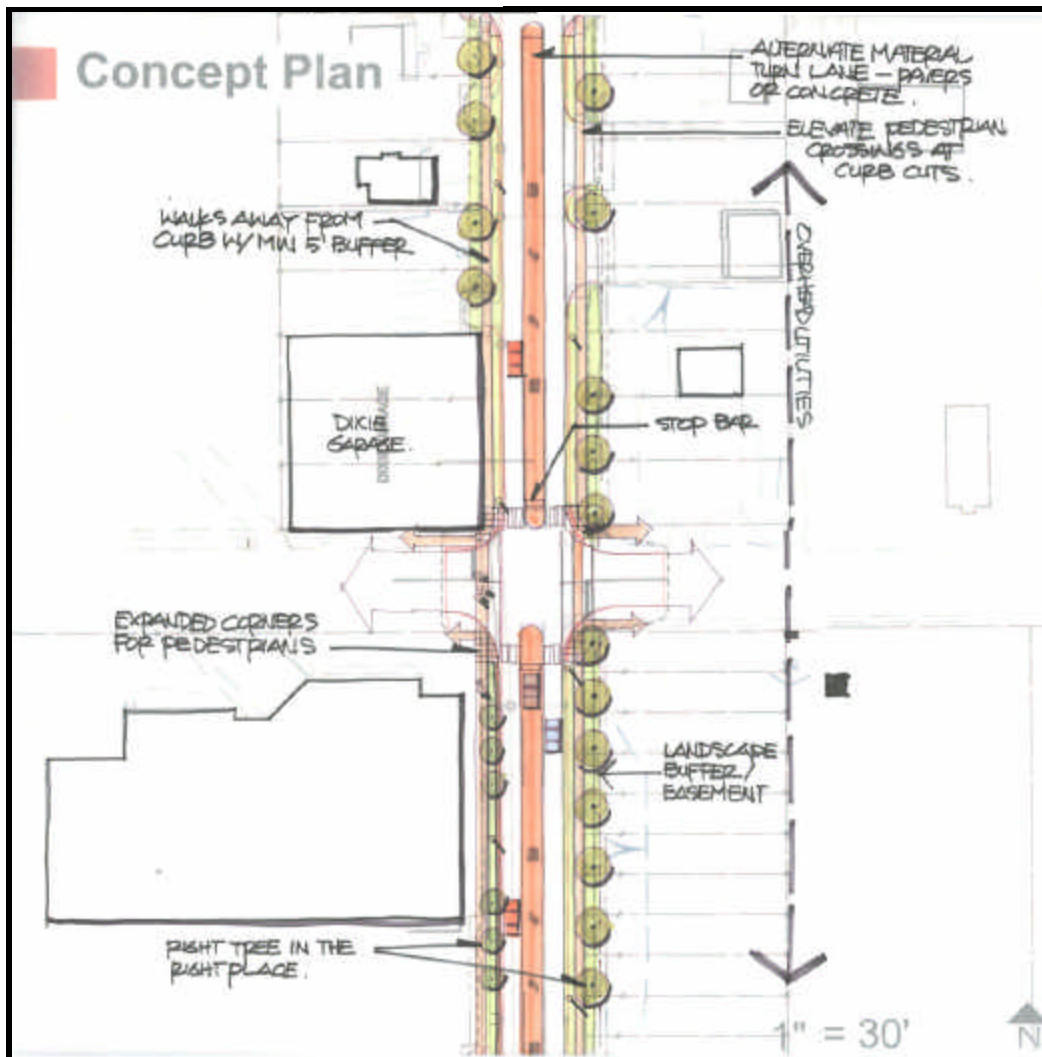 Concept Plan
ALTERNATE MATERIAL
TURN LANE – PAVERS
OR CONCRETE.
ELEVATE PEDESTRIAN
CROSSINGS AT
CURB CUTS.
WALKS AWAY FROM
CURB W/ MIN 5' BUFFER
OVERHEAD UTILITIES
DIXIE
GARAGE.
STOP BAR
EXPANDED CORNERS
FOR PEDESTRIANS
LANDSCAPE
BUFFER/
EASEMENT
RIGHT TREE IN THE
RIGHT PLACE.
1" = 30'
N